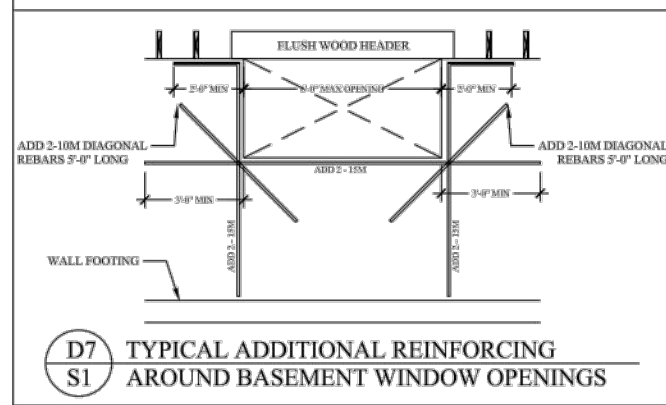 FLUSH WOOD HEADER
2'-0" MIN
MAX OPENING
2'-0" MIN
ADD 2-10M DIAGONAL
REBARS 5'-0" LONG
ADD 2-10M DIAGONAL
REBARS 5'-0" LONG
ADD 2 - 15M
3'-0" MIN
3'-0" MIN
ADD 2 - 15M
ADD 2 - 15M
WALL FOOTING
D7 TYPICAL ADDITIONAL REINFORCING
S1 AROUND BASEMENT WINDOW OPENINGS